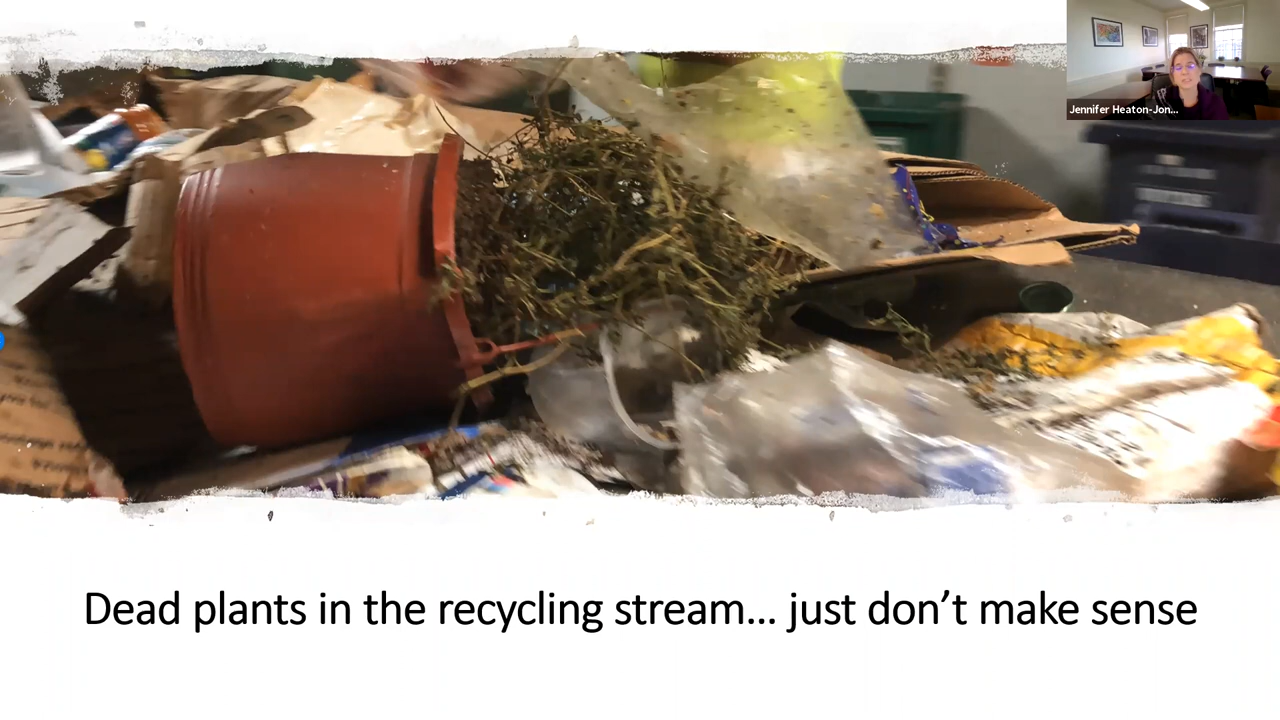 Jennifer Heaton-Jon...
Dead plants in the recycling stream... just don’t make sense